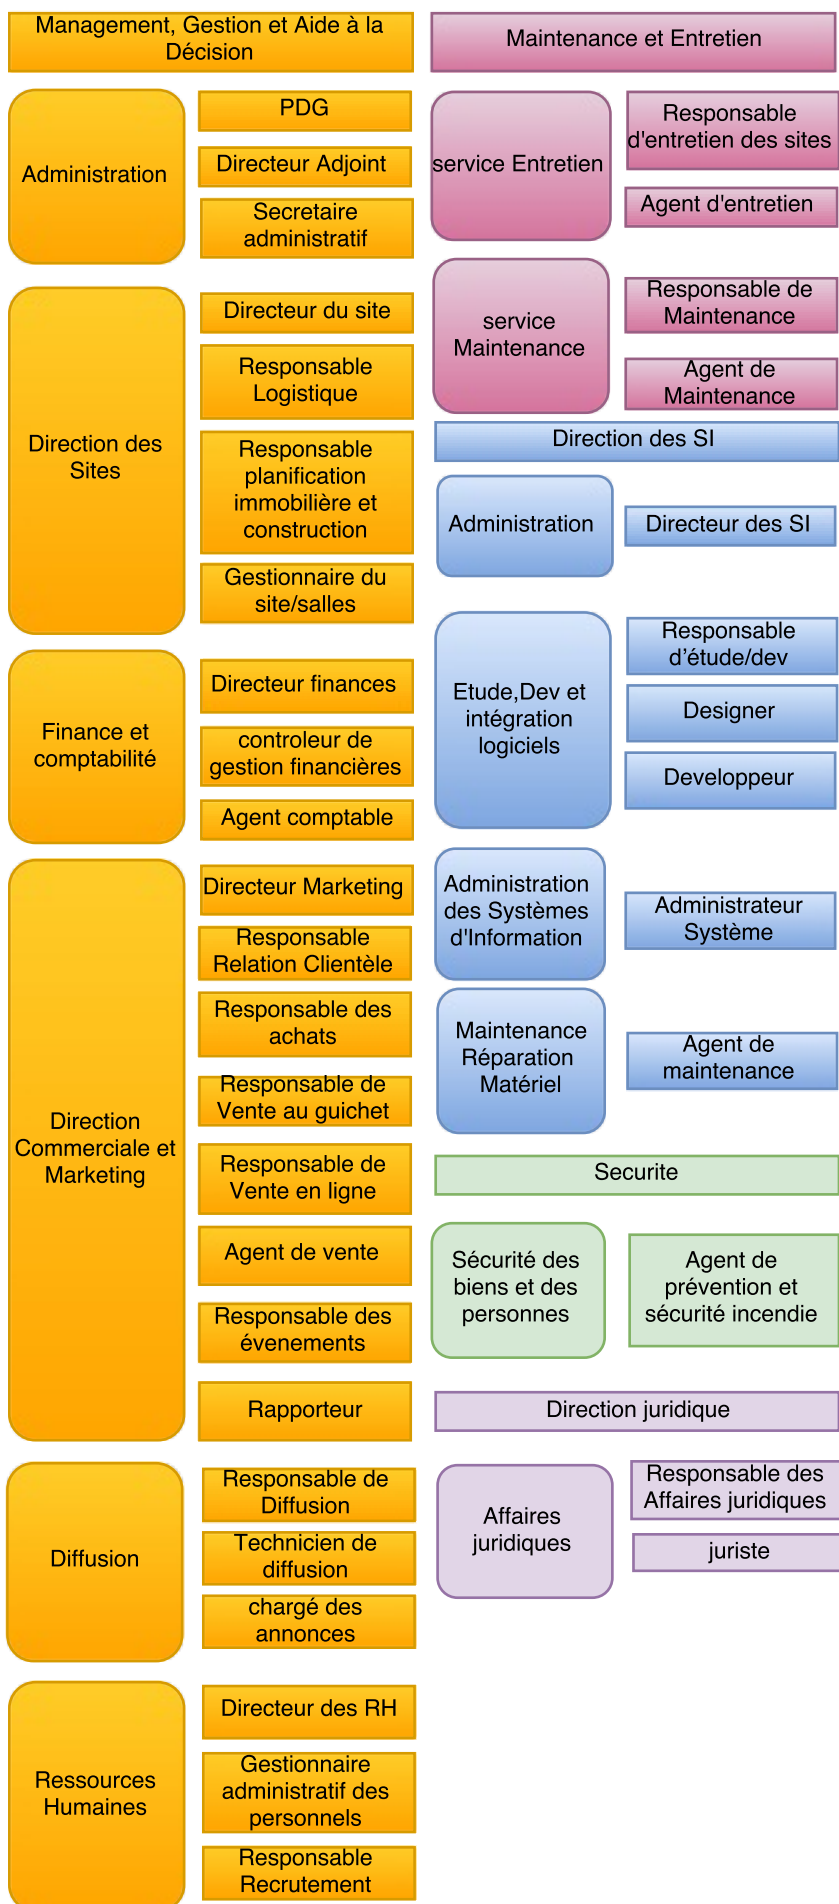 Management, Gestion et Aide à la
Décision
Administration
PDG
Directeur Adjoint
Secretaire
administratif
Direction des
Sites
Directeur du site
Responsable
Logistique
Responsable
planification
immobilière et
construction
Gestionnaire du
site/salles
Finance et
comptabilité
Directeur finances
controleur de
gestion financières
Agent comptable
Direction
Commerciale et
Marketing
Directeur Marketing
Responsable
Relation Clientèle
Responsable des
achats
Responsable de
Vente au guichet
Responsable de
Vente en ligne
Agent de vente
Responsable des
évenements
Rapporteur
Diffusion
Responsable de
Diffusion
Technicien de
diffusion
chargé des
annonces
Ressources
Humaines
Directeur des RH
Gestionnaire
administratif des
personnels
Responsable
Recrutement
Maintenance et Entretien
service Entretien
Responsable
d'entretien des sites
Agent d'entretien
service
Maintenance
Responsable de
Maintenance
Agent de
Maintenance
Direction des SI
Administration
Directeur des SI
Etude,Dev et
intégration
logiciels
Responsable
d'étude/dev
Designer
Developpeur
Administration
des Systèmes
d'Information
Administrateur
Système
Maintenance
Réparation
Matériel
Agent de
maintenance
Securite
Sécurité des
biens et des
personnes
Agent de
prévention et
sécurité incendie
Direction juridique
Affaires
juridiques
Responsable des
Affaires juridiques
juriste